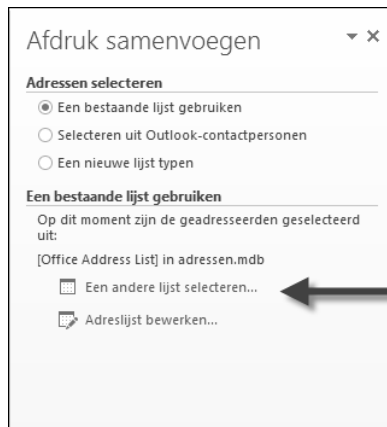 Afdruk samenvoegen
Adressen selecteren
Een bestaande lijst gebruiken
Selecteren uit Outlook-contactpersonen
Een nieuwe lijst typen
Een bestaande lijst gebruiken
Op dit moment zijn de geadresseerden geselecteerd
uit:
[Office Address List] in adressen.mdb
Een andere lijst selecteren...
Adreslijst bewerken...